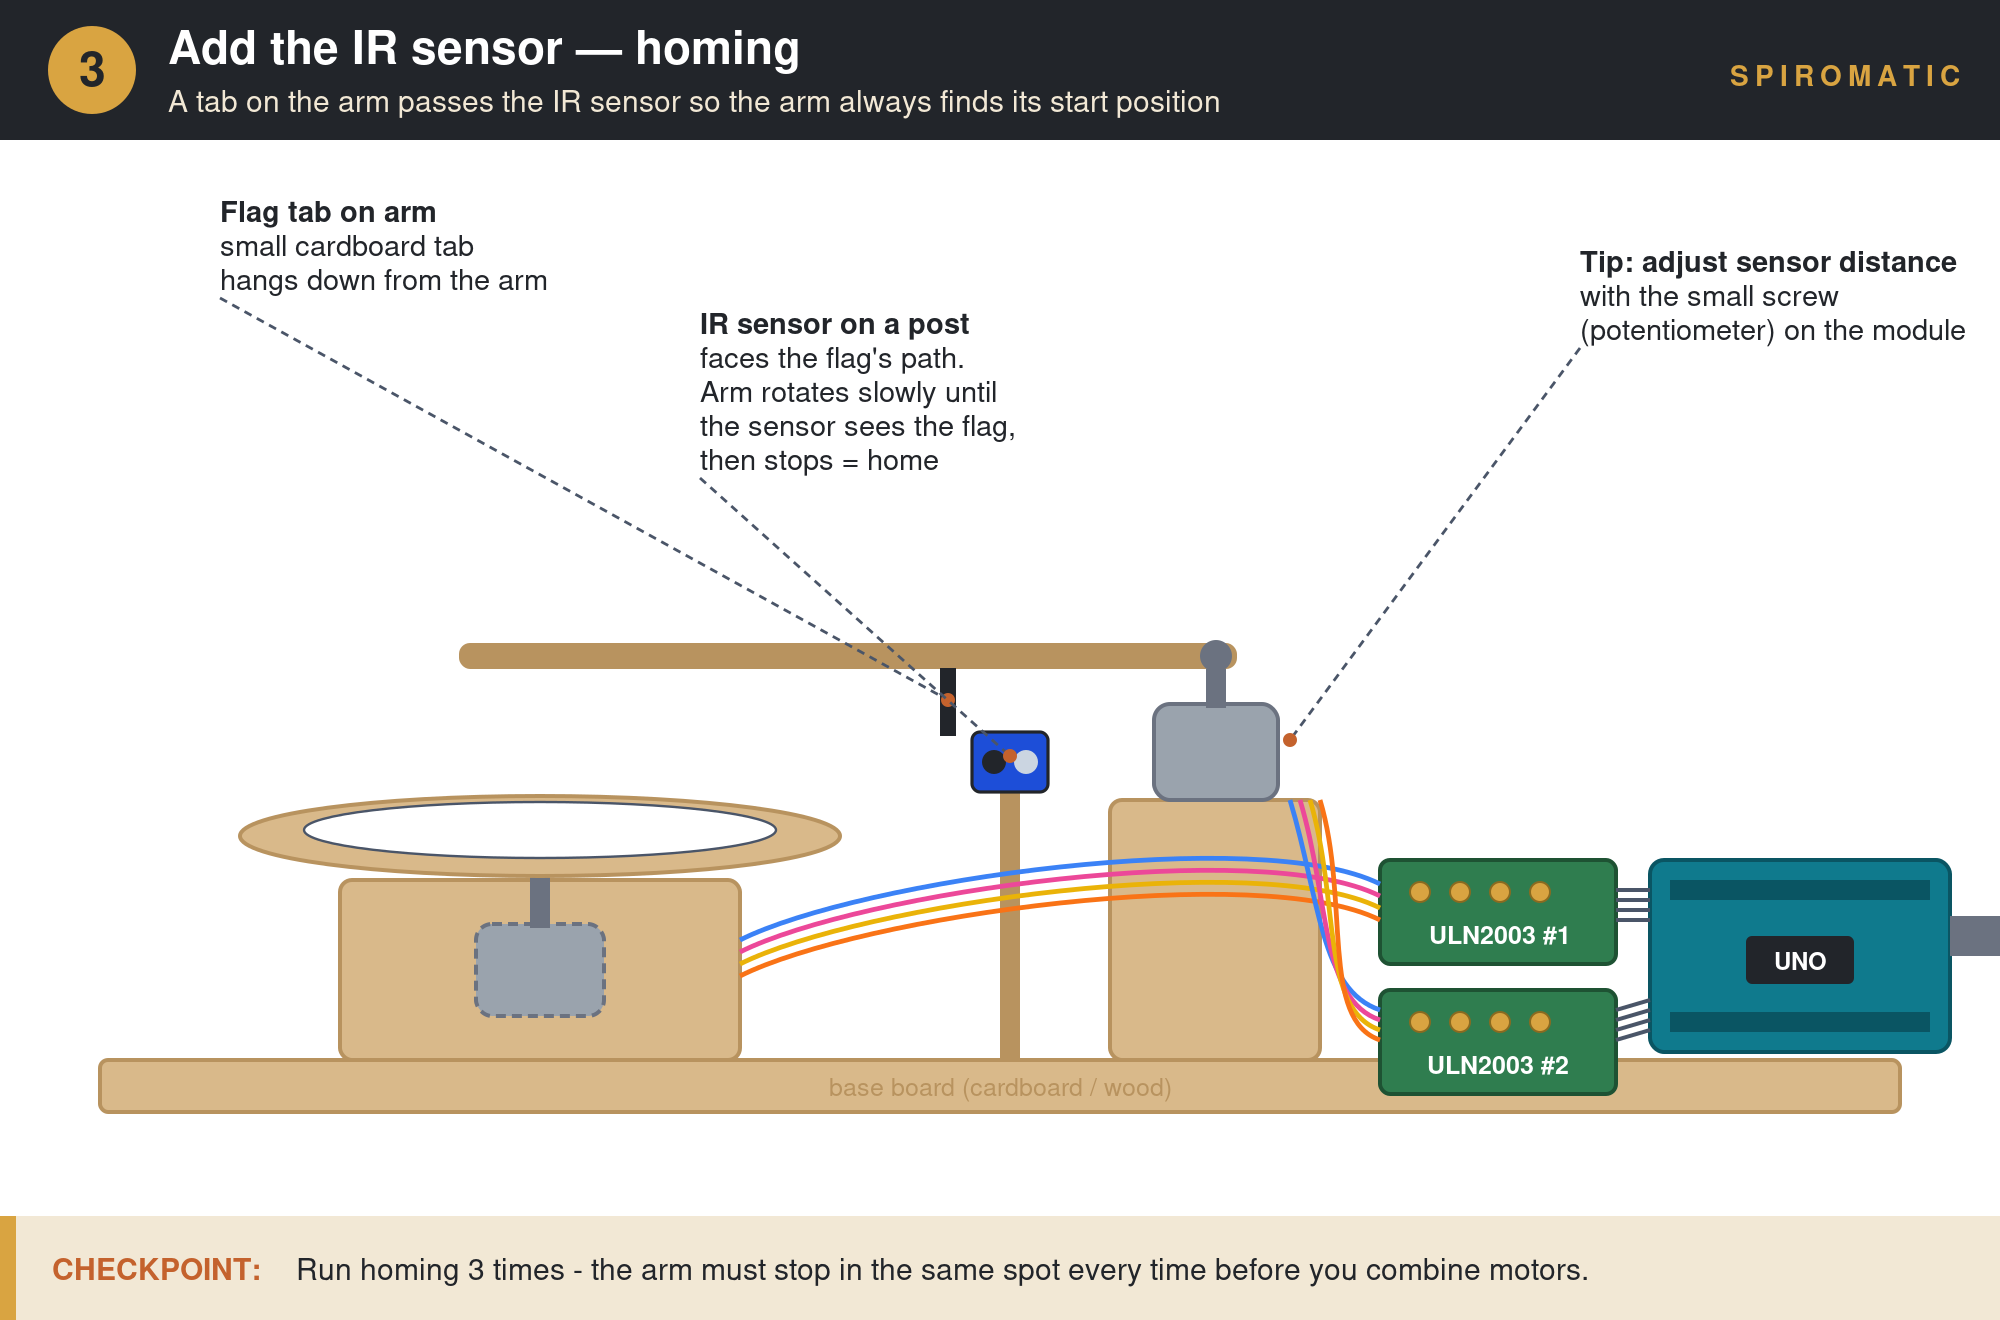 3
Add the IR sensor — homing
A tab on the arm passes the IR sensor so the arm always finds its start position
SPIROMATIC
Flag tab on arm
small cardboard tab
hangs down from the arm
IR sensor on a post
faces the flag's path.
Arm rotates slowly until
the sensor sees the flag,
then stops = home
Tip: adjust sensor distance
with the small screw
(potentiometer) on the module
ULN2003 #1
UNO
ULN2003 #2
base board (cardboard / wood)
CHECKPOINT: Run homing 3 times - the arm must stop in the same spot every time before you combine motors.